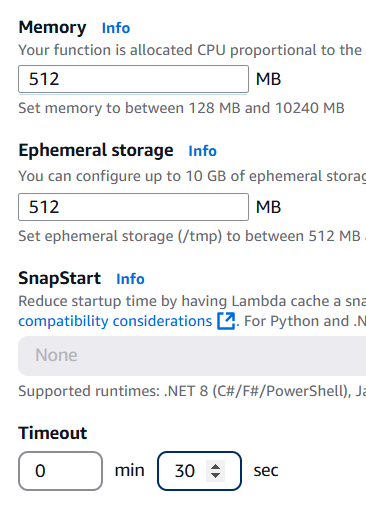 Memory Info
Your function is allocated CPU proportional to the
512 MB
Set memory to between 128 MB and 10240 MB
Ephemeral storage Info
You can configure up to 10 GB of ephemeral storag
512 MB
Set ephemeral storage (/tmp) to between 512 MB
SnapStart Info
Reduce startup time by having Lambda cache a sna
compatibility considerations . For Python and .N
None
Supported runtimes: .NET 8 (C#/F#/PowerShell), Ja
Timeout
0 min 30 sec